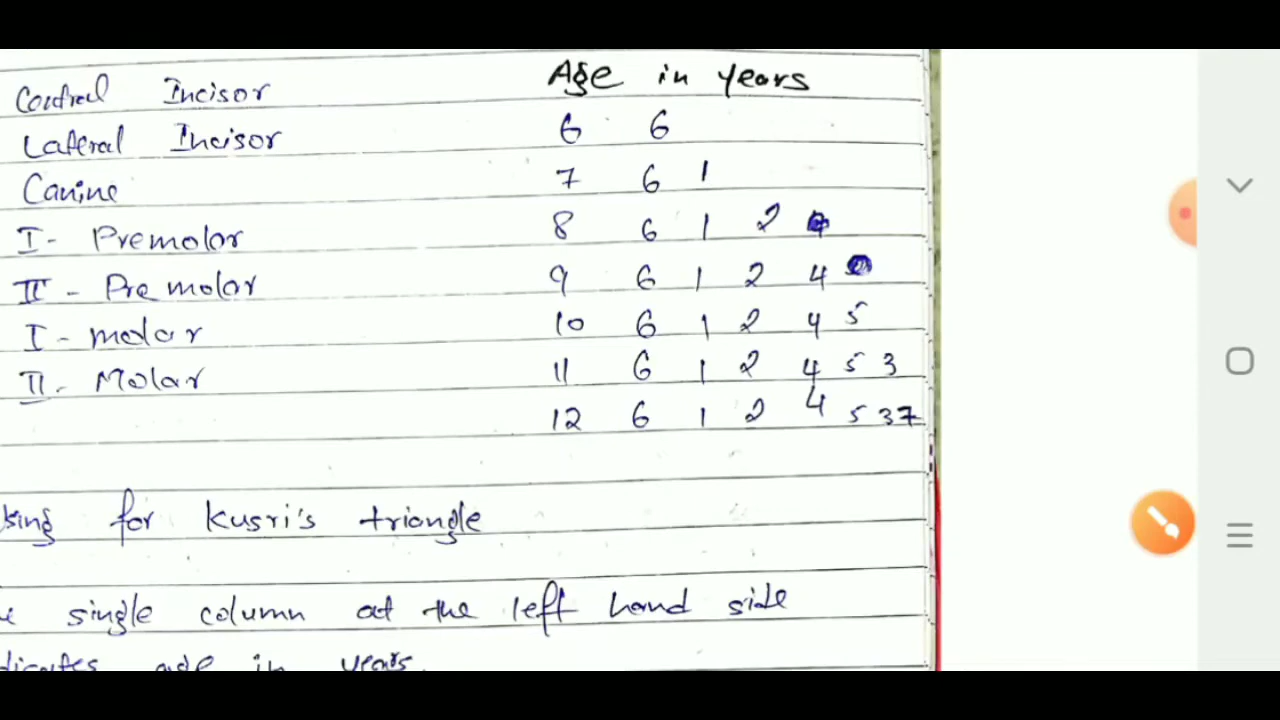 Central Incisor Age in years
Lateral Incisor 6 6
Canine 7 6 1
I - Premolar 8 6 1 2
II - Premolar 9 6 1 2 4
I - molar 10 6 1 2 4 5
II - Molar 11 6 1 2 4 5 3
12 6 1 2 4 5 3 7
for Kusri's triangle
single column at the left hand side
age in years.